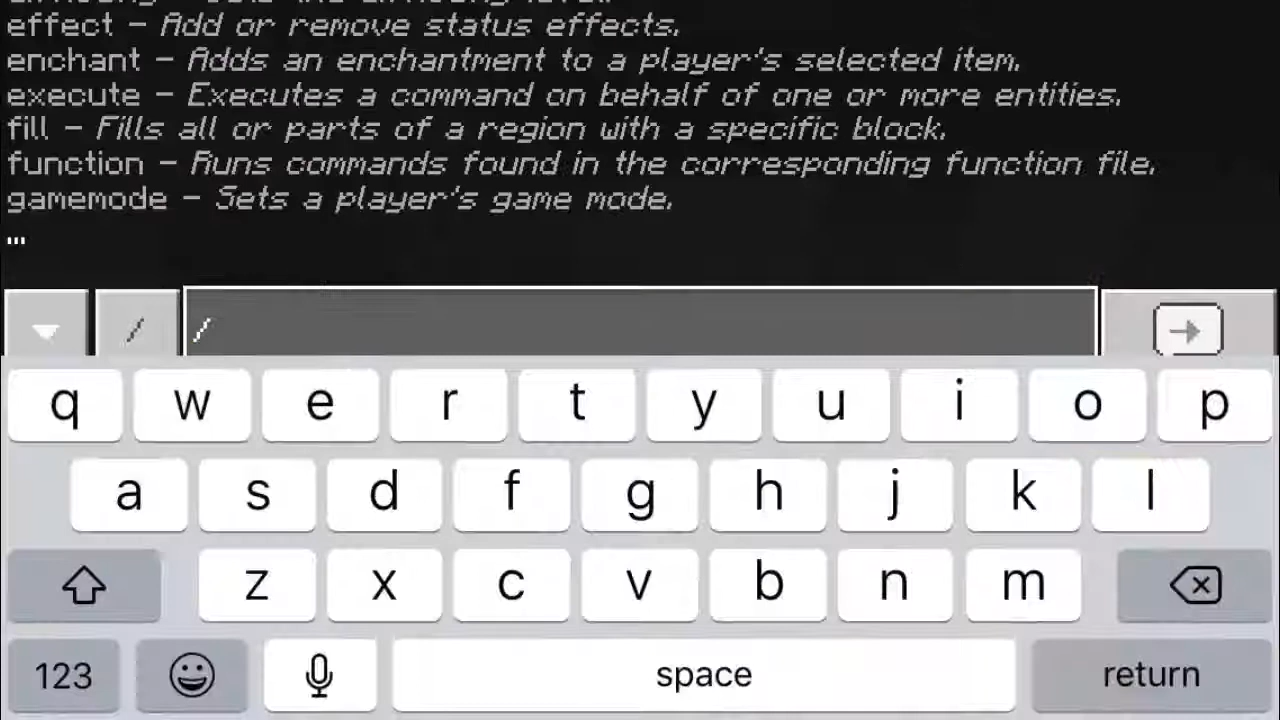 effect - Add or remove status effects.
enchant - Adds an enchantment to a player's selected item.
execute - Executes a command on behalf of one or more entities.
fill - Fills all or parts of a region with a specific block.
function - Runs commands found in the corresponding function file.
gamemode - Sets a player's game mode.
...
/ /
q w e r t y u i o p
a s d f g h j k l
z x c v b n m
123 space return